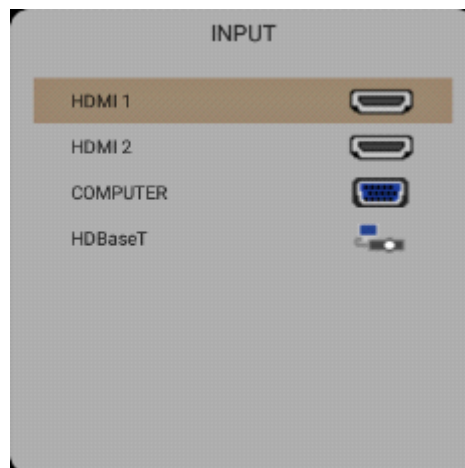 INPUT
HDMI 1
HDMI 2
COMPUTER
HDBaseT